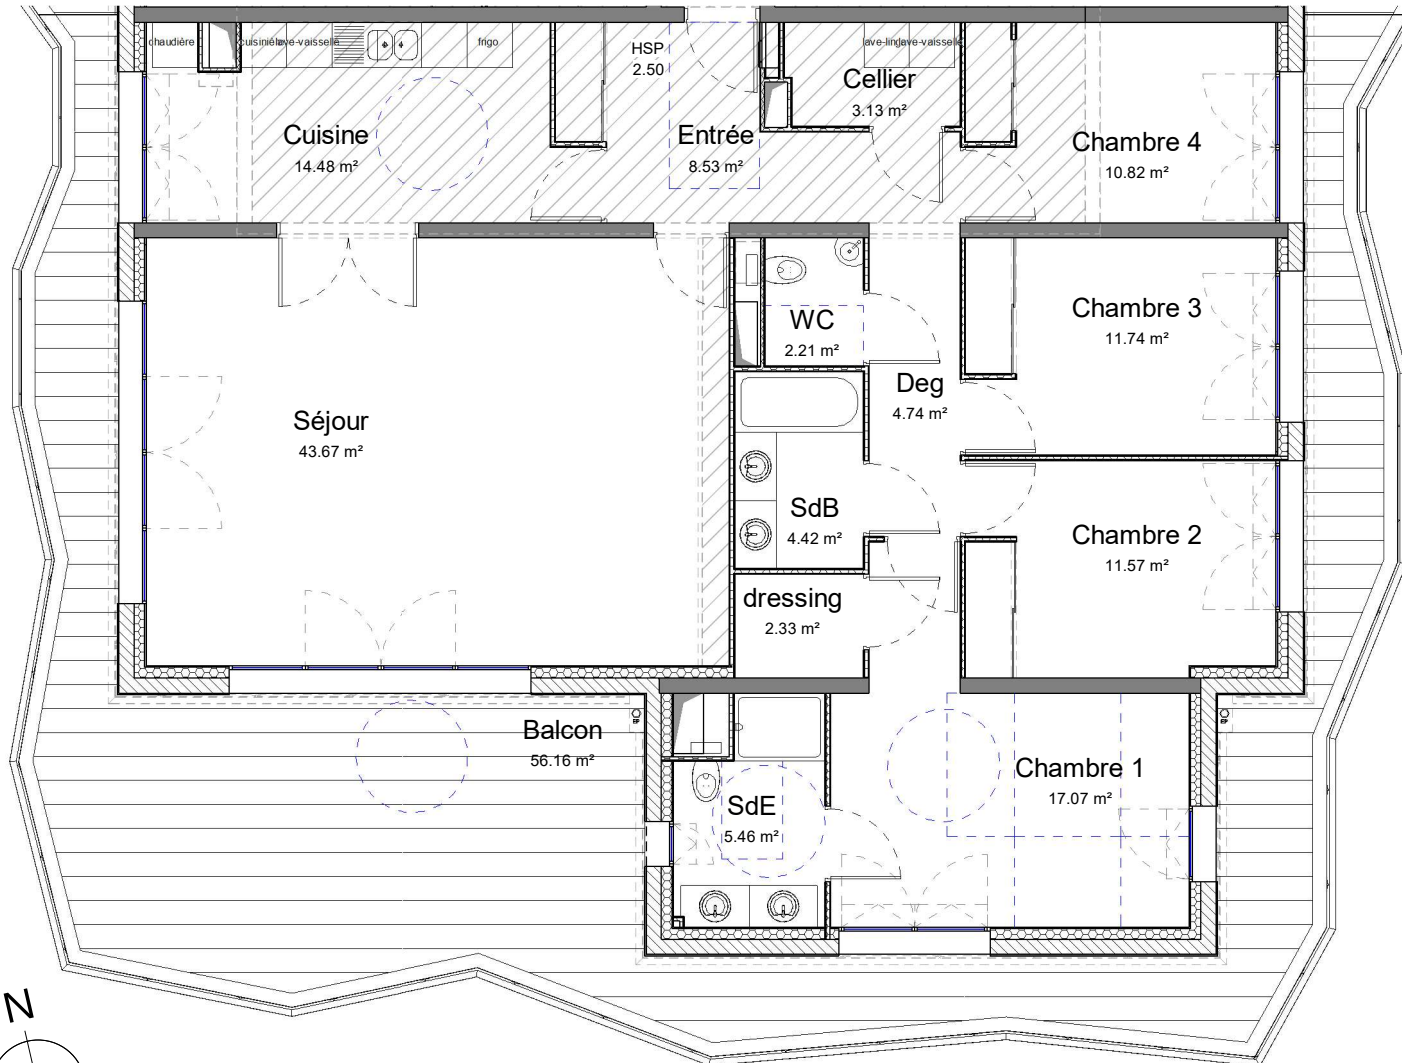 chaudière
cuisinière
lave-vaisselle
frigo
HSP
2.50
Cellier
3.13 m²
lave-linge
lave-vaisselle
Cuisine
14.48 m²
Entrée
8.53 m²
Chambre 4
10.82 m²
WC
2.21 m²
Chambre 3
11.74 m²
Deg
4.74 m²
Séjour
43.67 m²
SdB
4.42 m²
Chambre 2
11.57 m²
dressing
2.33 m²
Balcon
56.16 m²
EP
EP
Chambre 1
17.07 m²
SdE
5.46 m²
N